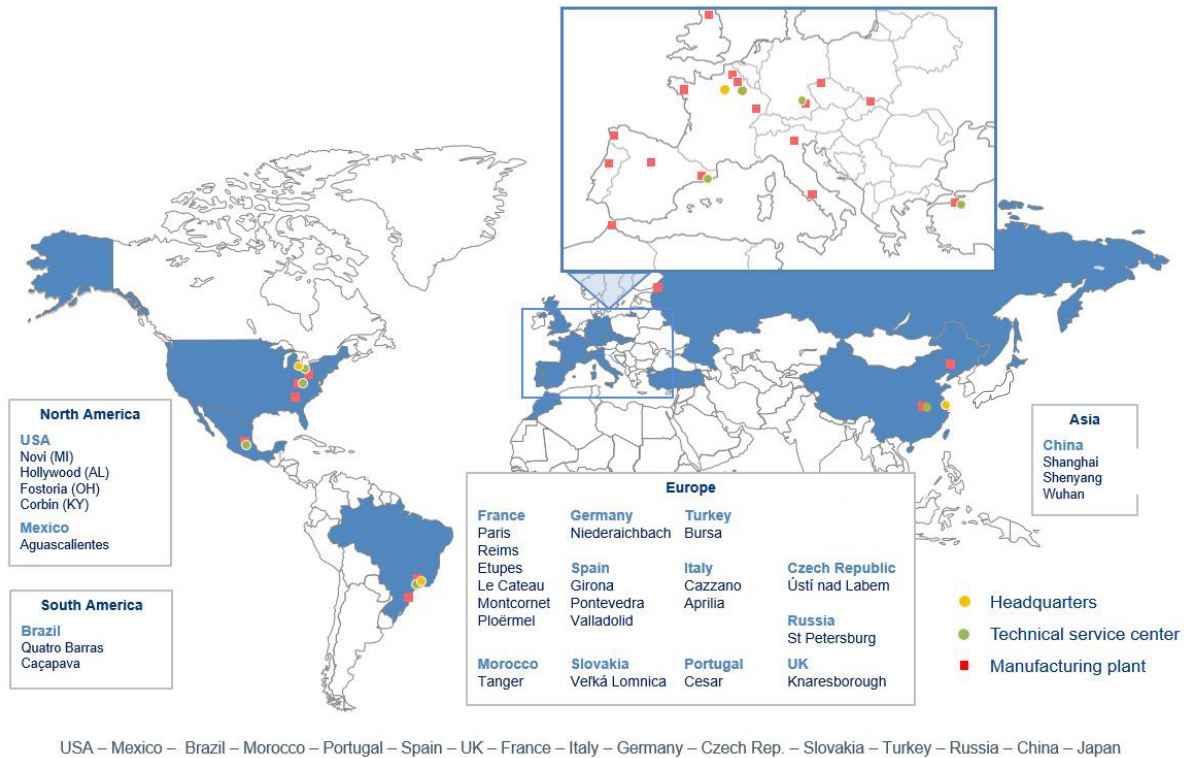 North America
USA
Novi (MI)
Hollywood (AL)
Fostoria (OH)
Corbin (KY)
Mexico
Aguascalientes
South America
Brazil
Quatro Barras
Caçapava
Europe
France
Paris
Reims
Etupes
Le Cateau
Montcornet
Ploërmel
Morocco
Tanger
Germany
Niederaichbach
Spain
Girona
Pontevedra
Valladolid
Slovakia
Veľká Lomnica
Turkey
Bursa
Italy
Cazzano
Aprilia
Portugal
Cesar
Czech Republic
Ústí nad Labem
Russia
St Petersburg
UK
Knaresborough
Asia
China
Shanghai
Shenyang
Wuhan
Headquarters
Technical service center
Manufacturing plant
USA – Mexico – Brazil – Morocco – Portugal – Spain – UK – France – Italy – Germany – Czech Rep. – Slovakia – Turkey – Russia – China – Japan